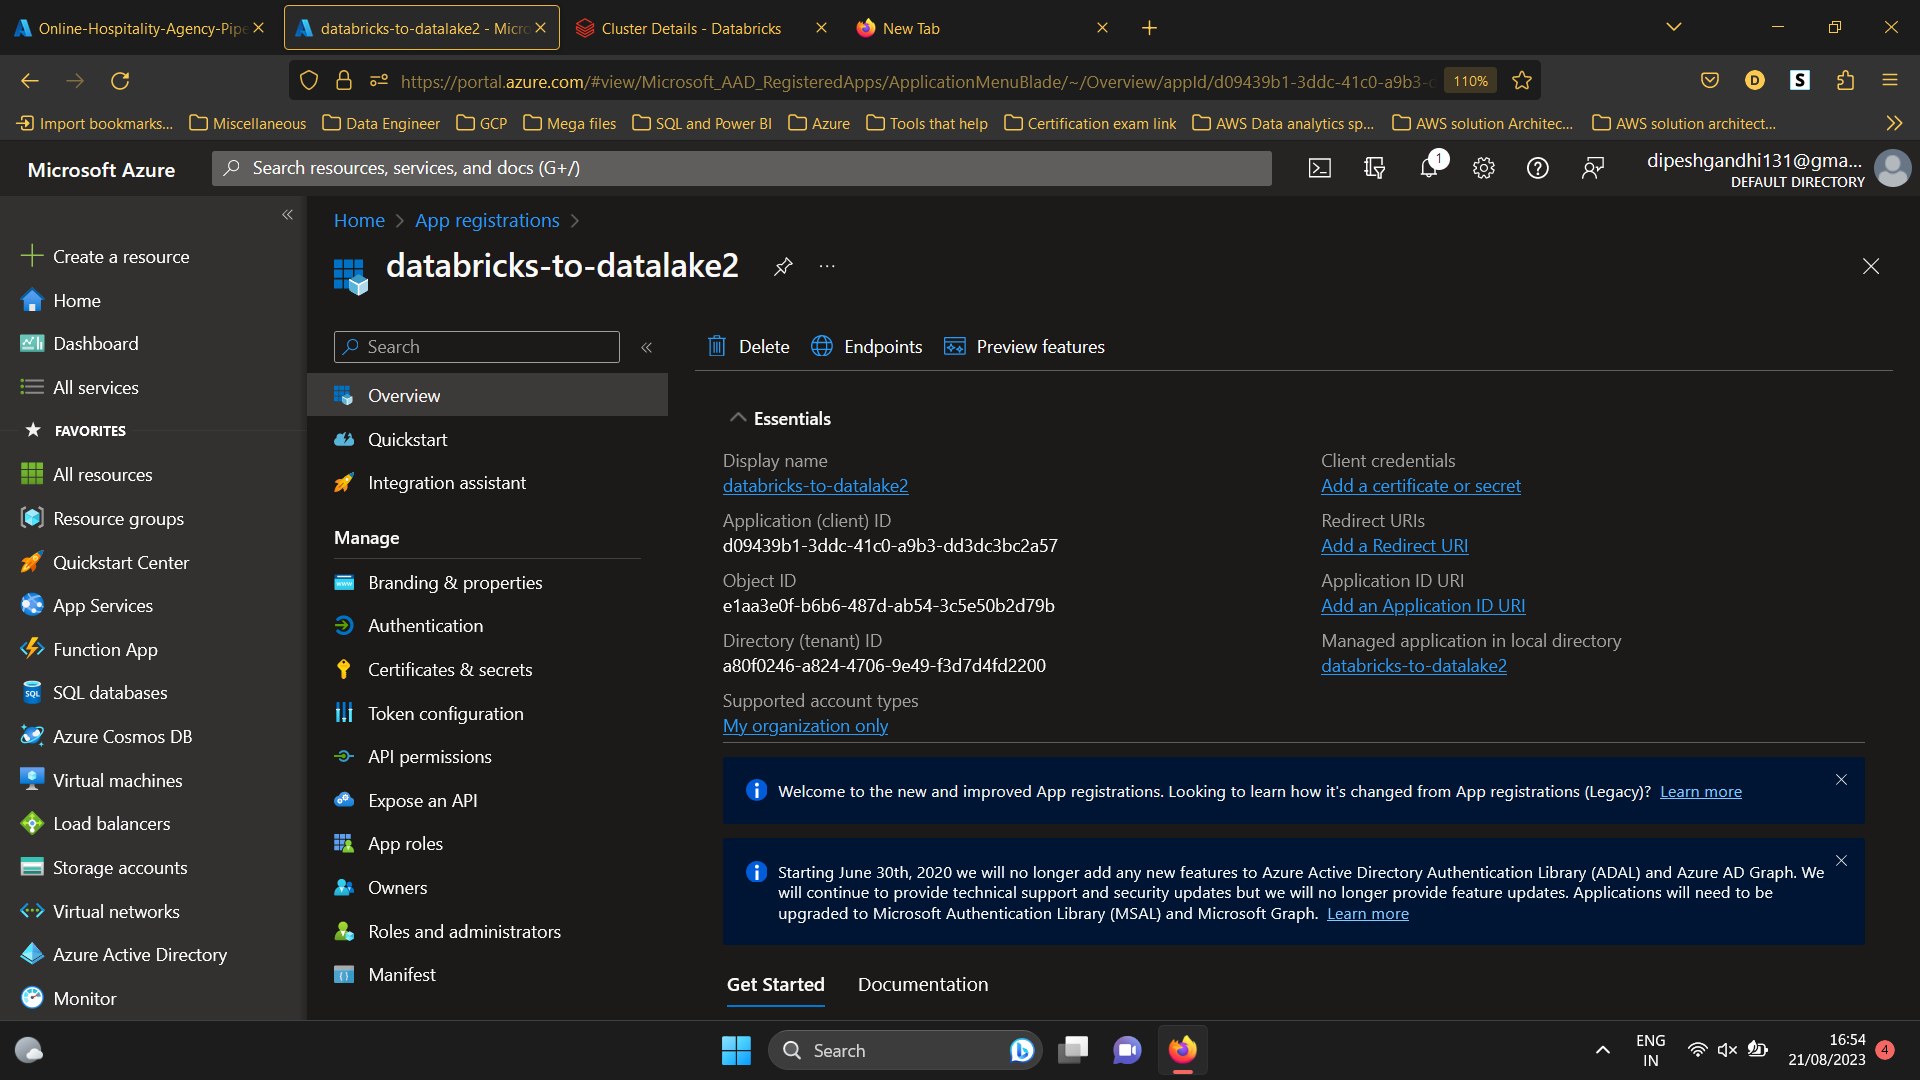 Online-Hospitality-Agency-Pipe
databricks-to-datalake2 - Micro
Cluster Details - Databricks
New Tab
https://portal.azure.com/#view/Microsoft_AAD_RegisteredApps/ApplicationMenuBlade/~/Overview/appId/d09439b1-3ddc-41c0-a9b3-d
110%
D
S
Import bookmarks...
Miscellaneous
Data Engineer
GCP
Mega files
SQL and Power BI
Azure
Tools that help
Certification exam link
AWS Data analytics sp...
AWS solution Architec...
AWS solution architect...
Microsoft Azure
Search resources, services, and docs (G+/)
1
dipeshgandhi131@gma...
DEFAULT DIRECTORY
Create a resource
Home
Dashboard
All services
FAVORITES
All resources
Resource groups
Quickstart Center
App Services
Function App
SQL databases
Azure Cosmos DB
Virtual machines
Load balancers
Storage accounts
Virtual networks
Azure Active Directory
Monitor
Home > App registrations >
databricks-to-datalake2
...
Search
Overview
Quickstart
Integration assistant
Manage
Branding & properties
Authentication
Certificates & secrets
Token configuration
API permissions
Expose an API
App roles
Owners
Roles and administrators
Manifest
Delete
Endpoints
Preview features
Essentials
Display name
databricks-to-datalake2
Application (client) ID
d09439b1-3ddc-41c0-a9b3-dd3dc3bc2a57
Object ID
e1aa3e0f-b6b6-487d-ab54-3c5e50b2d79b
Directory (tenant) ID
a80f0246-a824-4706-9e49-f3d7d4fd2200
Supported account types
My organization only
Client credentials
Add a certificate or secret
Redirect URIs
Add a Redirect URI
Application ID URI
Add an Application ID URI
Managed application in local directory
databricks-to-datalake2
Welcome to the new and improved App registrations. Looking to learn how it's changed from App registrations (Legacy)? Learn more
Starting June 30th, 2020 we will no longer add any new features to Azure Active Directory Authentication Library (ADAL) and Azure AD Graph. We
will continue to provide technical support and security updates but we will no longer provide feature updates. Applications will need to be
upgraded to Microsoft Authentication Library (MSAL) and Microsoft Graph. Learn more
Get Started
Documentation
Search
ENG
IN
16:54
21/08/2023
4